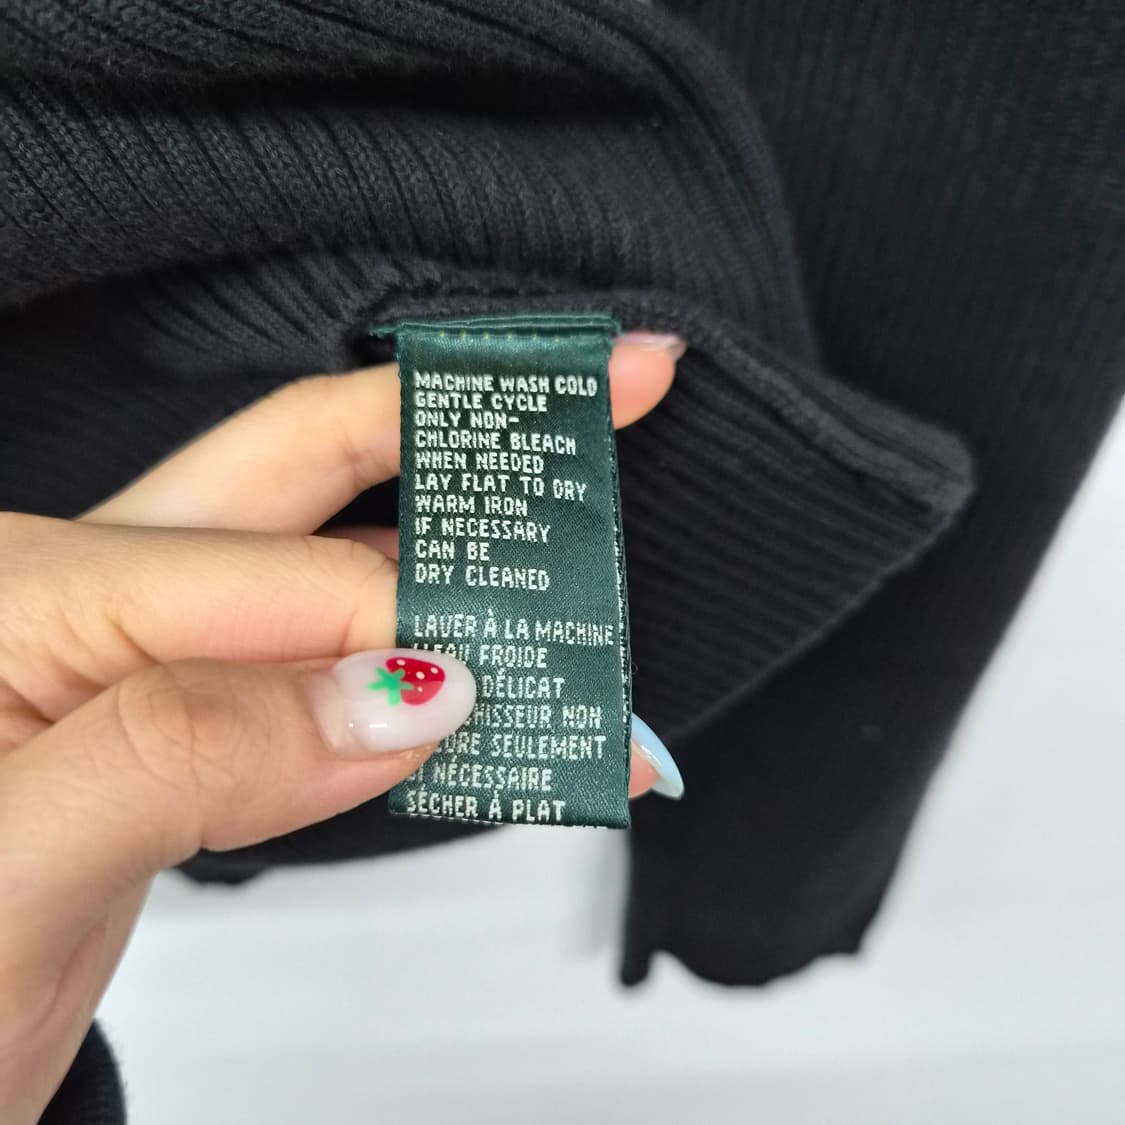 MACHINE WASH COLD
GENTLE CYCLE
ONLY NON-
CHLORINE BLEACH
WHEN NEEDED
LAY FLAT TO DRY
WARM IRON
IF NECESSARY
CAN BE
DRY CLEANED
LAVER À LA MACHINE
FROIDE
DÉLICAT
NON
SEULEMENT
NÉCESSAIRE
SÉCHER À PLAT